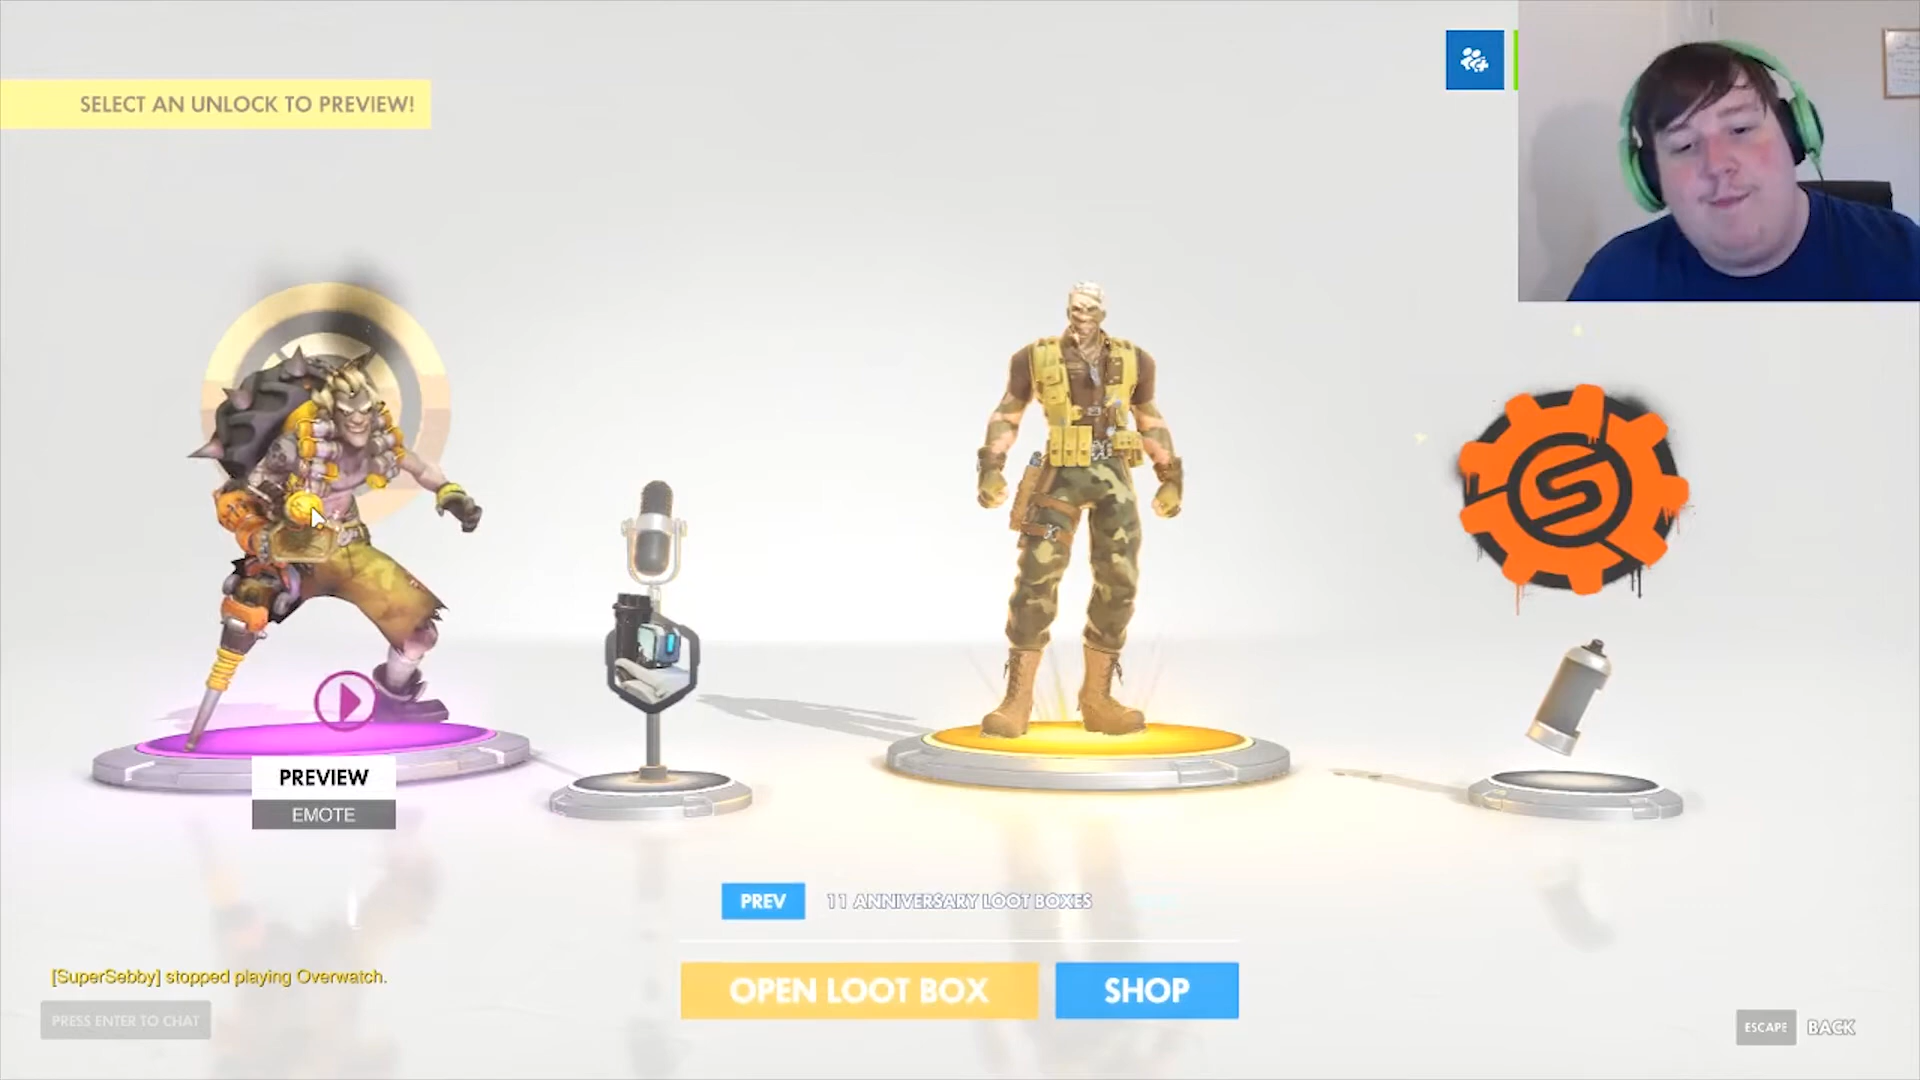 SELECT AN UNLOCK TO PREVIEW!
S
PREVIEW
EMOTE
PREV
11 ANNIVERSARY LOOT BOXES
[SuperSebby] stopped playing Overwatch.
OPEN LOOT BOX
SHOP
PRESS ENTER TO CHAT
ESCAPE
BACK